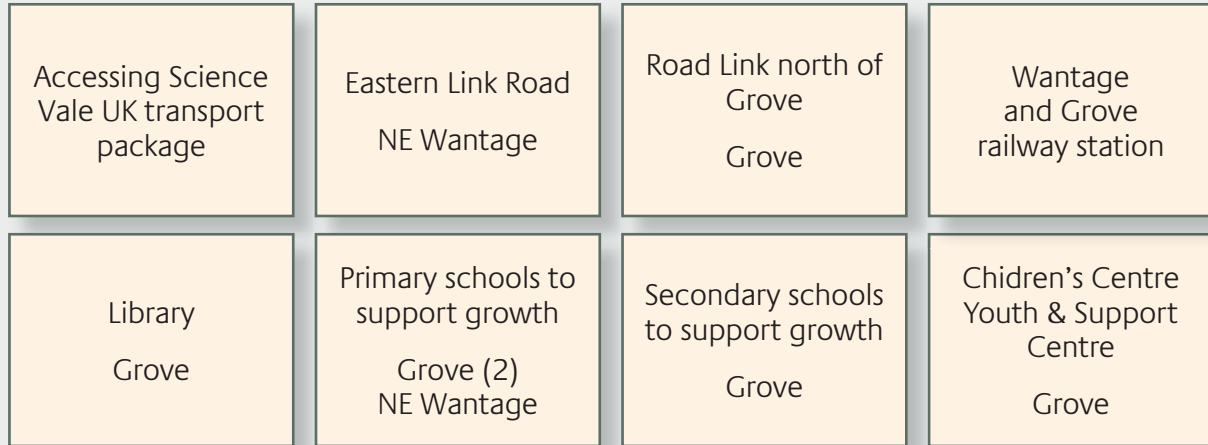 Accessing Science
Vale UK transport
package
Eastern Link Road
NE Wantage
Road Link north of
Grove
Grove
Wantage
and Grove
railway station
Library
Grove
Primary schools to
support growth
Grove (2)
NE Wantage
Secondary schools
to support growth
Grove
Chidren’s Centre
Youth & Support
Centre
Grove